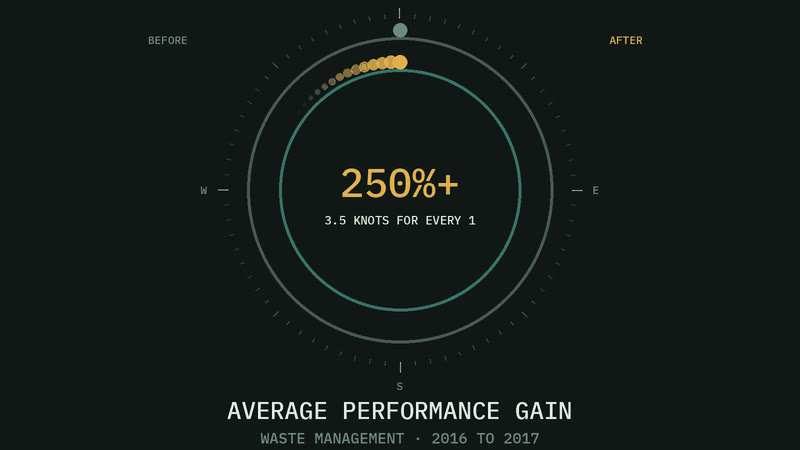 BEFORE
AFTER
250%+
3.5 KNOTS FOR EVERY 1
W
E
S
AVERAGE PERFORMANCE GAIN
WASTE MANAGEMENT · 2016 TO 2017